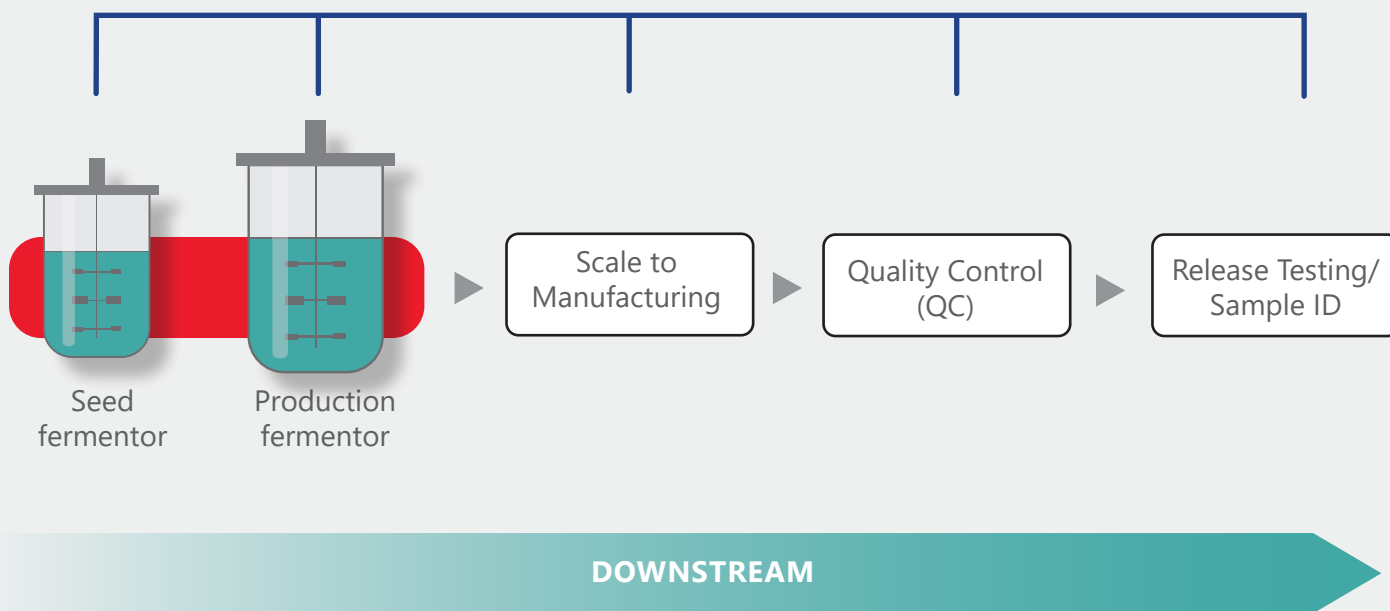 Seed
fermentor
Production
fermentor
Scale to
Manufacturing
Quality Control
(QC)
Release Testing/
Sample ID
DOWNSTREAM